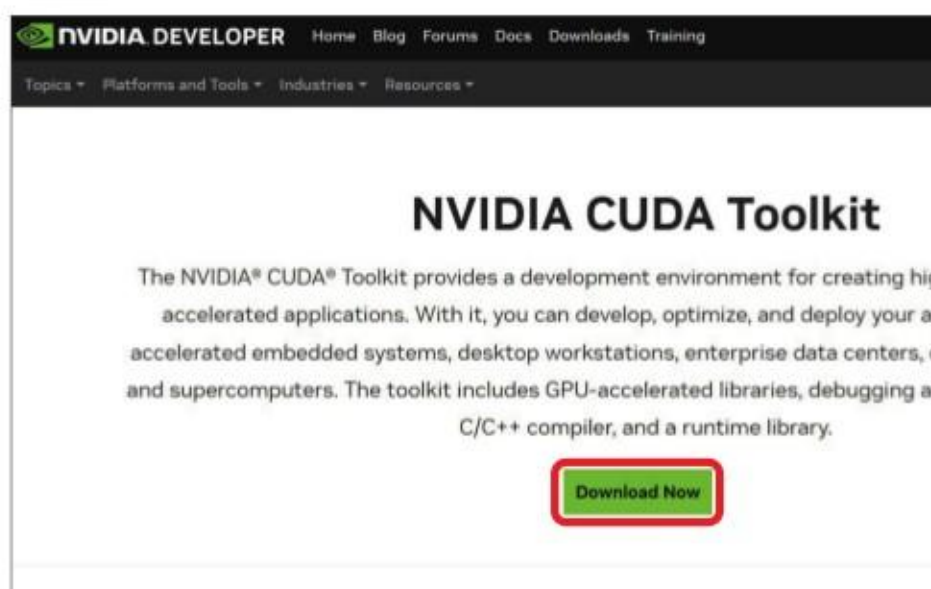 NVIDIA DEVELOPER Home Blog Forums Docs Downloads Training
Topics Platforms and Tools Industries Resources
NVIDIA CUDA Toolkit
The NVIDIA® CUDA® Toolkit provides a development environment for creating hi
accelerated applications. With it, you can develop, optimize, and deploy your a
accelerated embedded systems, desktop workstations, enterprise data centers,
and supercomputers. The toolkit includes GPU-accelerated libraries, debugging a
C/C++ compiler, and a runtime library.
Download Now